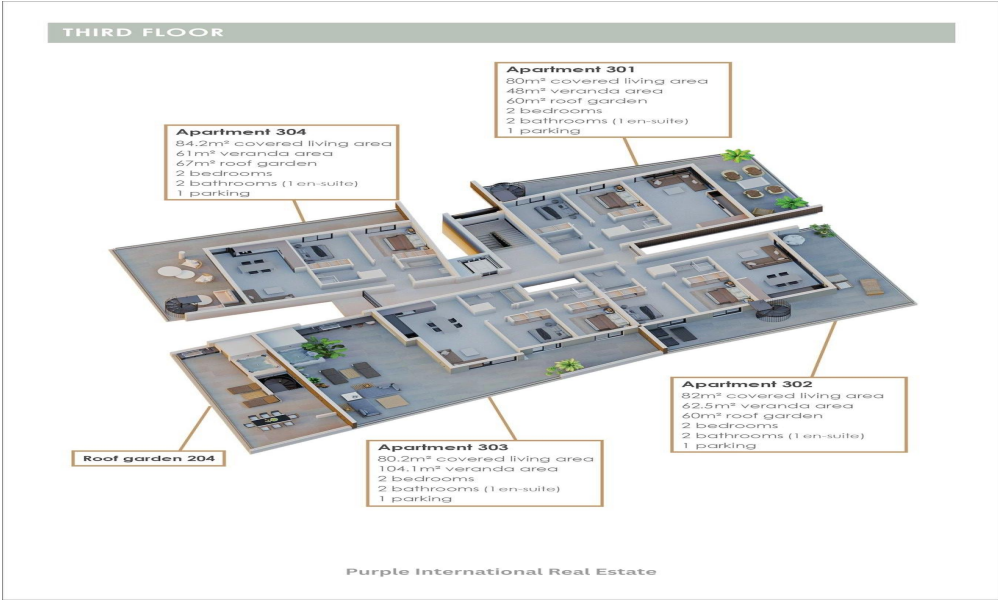 THIRD FLOOR
Apartment 301
80m² covered living area
48m² veranda area
60m² roof garden
2 bedrooms
2 bathrooms (1 en-suite)
1 parking
Apartment 304
84.2m² covered living area
61m² veranda area
67m² roof garden
2 bedrooms
2 bathrooms (1 en-suite)
1 parking
Apartment 302
82m² covered living area
62.5m² veranda area
60m² roof garden
2 bedrooms
2 bathrooms (1 en-suite)
1 parking
Apartment 303
80.2m² covered living area
104.1m² veranda area
2 bedrooms
2 bathrooms (1 en-suite)
1 parking
Roof garden 204
Purple International Real Estate